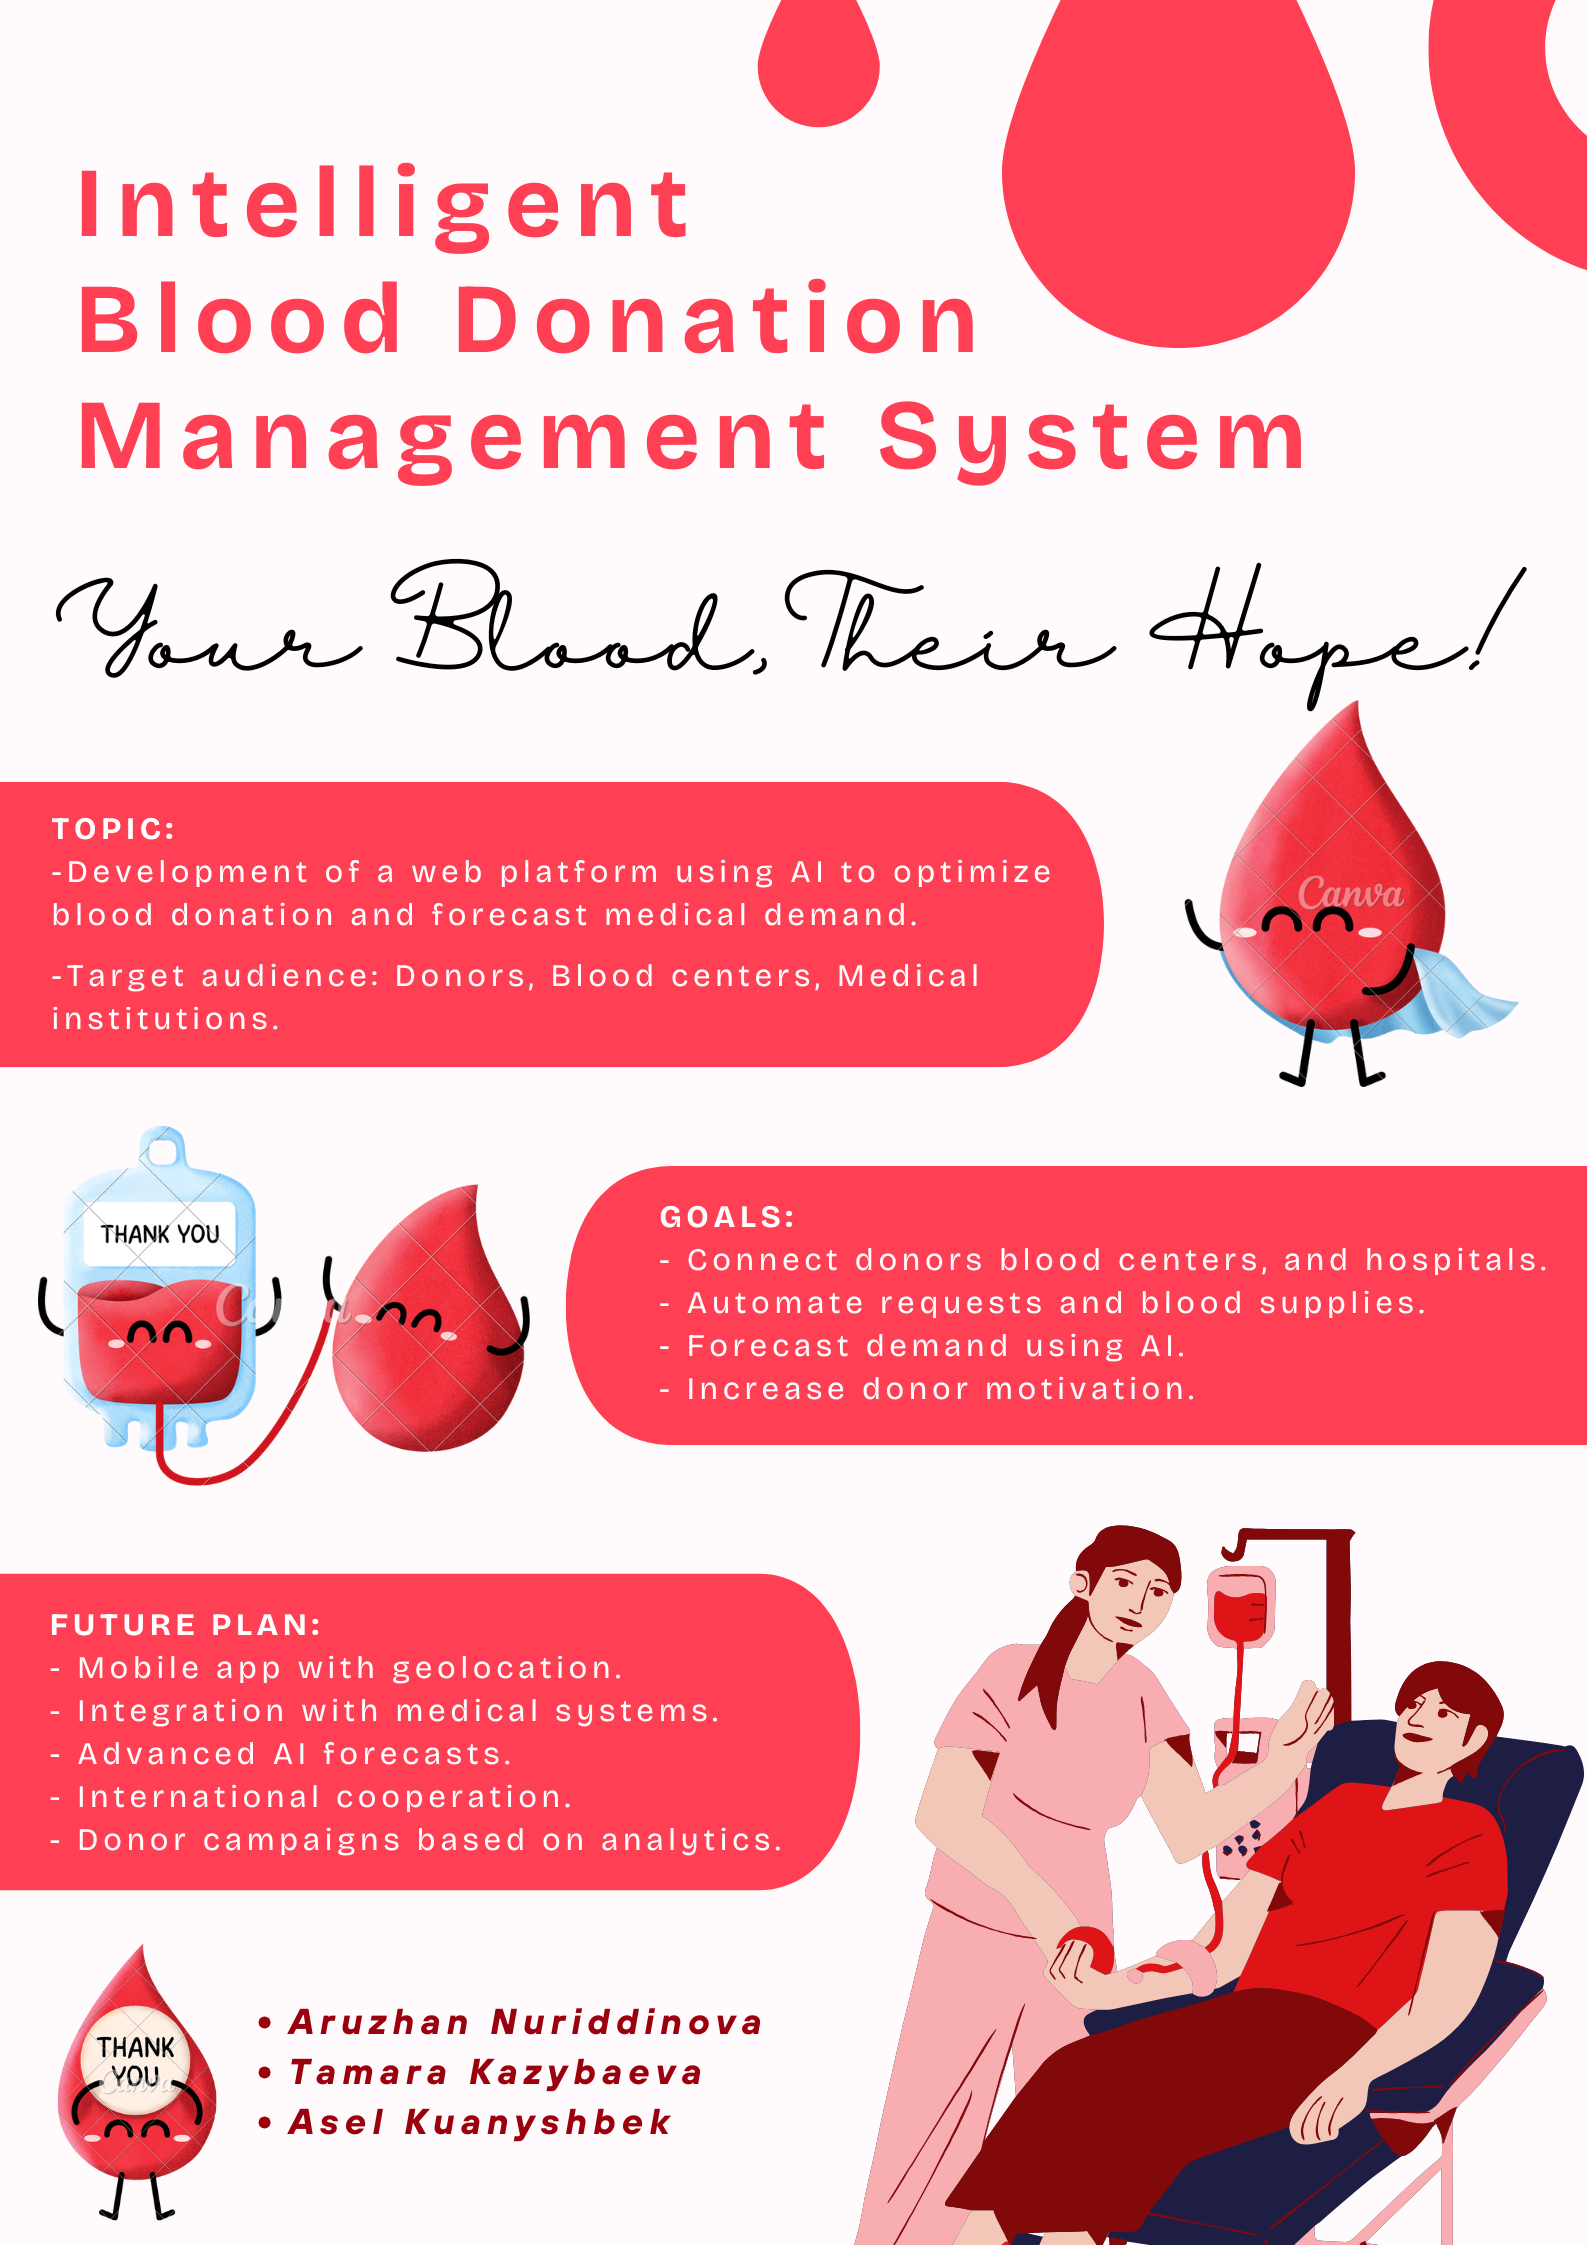 Intelligent
Blood Donation
Management System
Your Blood, Their Hope!
TOPIC:
-Development of a web platform using AI to optimize
blood donation and forecast medical demand.
-Target audience: Donors, Blood centers, Medical
institutions.
Canva
THANK YOU
Canva
GOALS:
- Connect donors blood centers, and hospitals.
- Automate requests and blood supplies.
- Forecast demand using AI.
- Increase donor motivation.
FUTURE PLAN:
- Mobile app with geolocation.
- Integration with medical systems.
- Advanced AI forecasts.
- International cooperation.
- Donor campaigns based on analytics.
THANK
YOU
Canva
• Aruzhan Nuriddinova
• Tamara Kazybaeva
• Asel Kuanyshbek